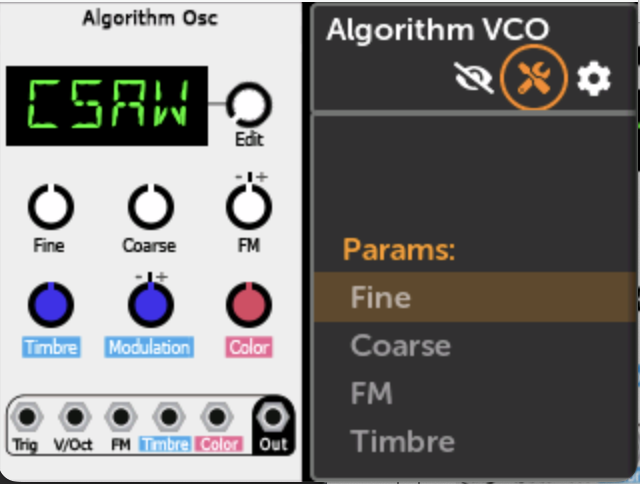 Algorithm Osc
CSAW
Edit
- +
Fine
Coarse
FM
- +
Timbre
Modulation
Color
Trig
V/Oct
FM
Timbre
Color
Out
Algorithm VCO
Params:
Fine
Coarse
FM
Timbre